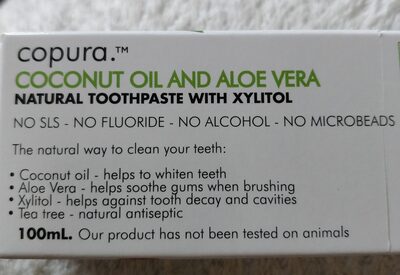 copura.™
COCONUT OIL AND ALOE VERA
NATURAL TOOTHPASTE WITH XYLITOL
NO SLS - NO FLUORIDE - NO ALCOHOL - NO MICROBEADS
The natural way to clean your teeth:
• Coconut oil - helps to whiten teeth
• Aloe Vera - helps soothe gums when brushing
• Xylitol - helps against tooth decay and cavities
• Tea tree - natural antiseptic
100mL. Our product has not been tested on animals